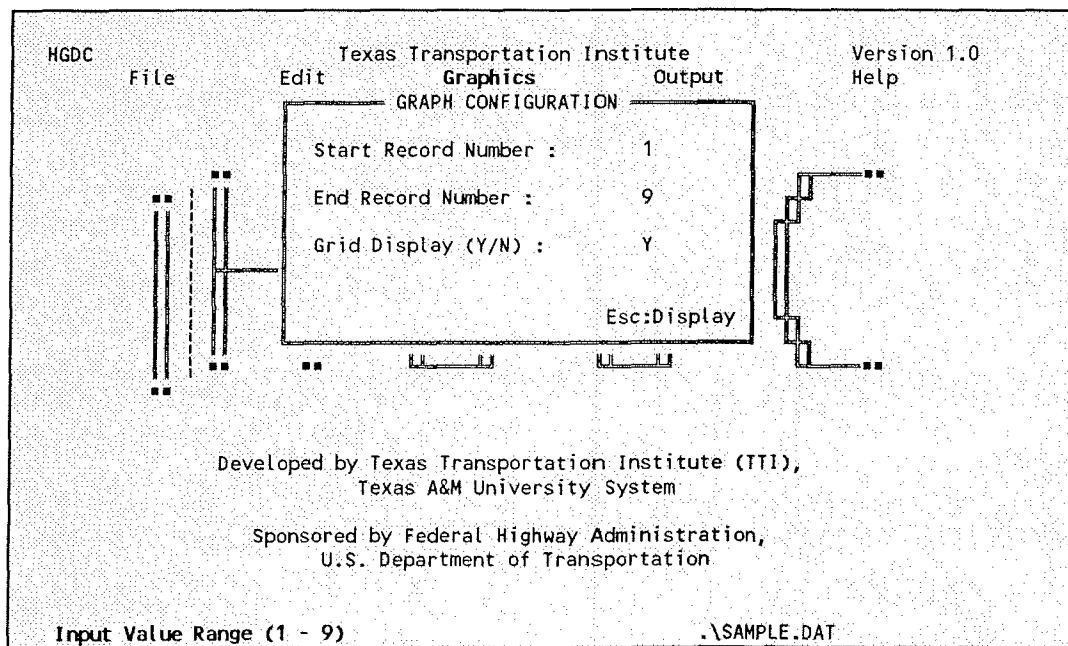 HGDC Texas Transportation Institute Version 1.0
File Edit Graphics Output Help
GRAPH CONFIGURATION
Start Record Number : 1
End Record Number : 9
Grid Display (Y/N) : Y
Esc:Display
Developed by Texas Transportation Institute (TTI),
Texas A&M University System
Sponsored by Federal Highway Administration,
U.S. Department of Transportation
Input Value Range (1 - 9) .\SAMPLE.DAT